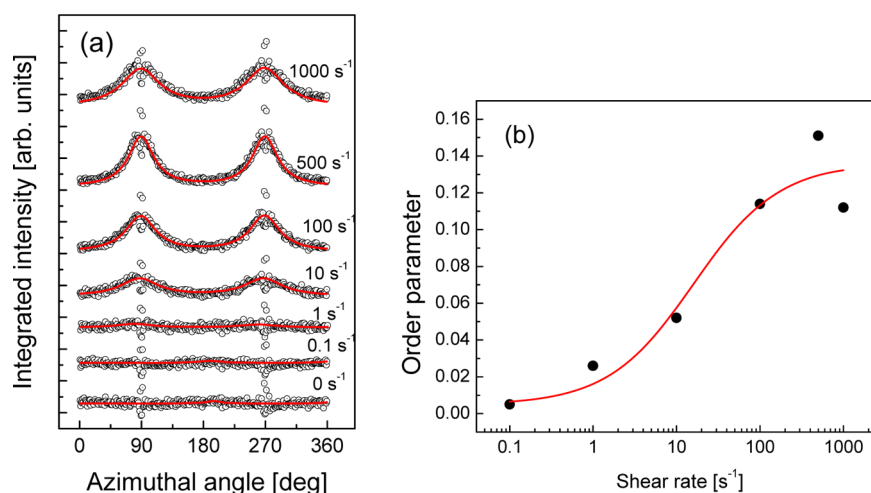 (a)
Integrated intensity [arb. units]
1000 s⁻¹
500 s⁻¹
100 s⁻¹
10 s⁻¹
1 s⁻¹
0.1 s⁻¹
0 s⁻¹
0 90 180 270 360
Azimuthal angle [deg]
(b)
Order parameter
0.16
0.14
0.12
0.10
0.08
0.06
0.04
0.02
0.00
0.1 1 10 100 1000
Shear rate [s⁻¹]